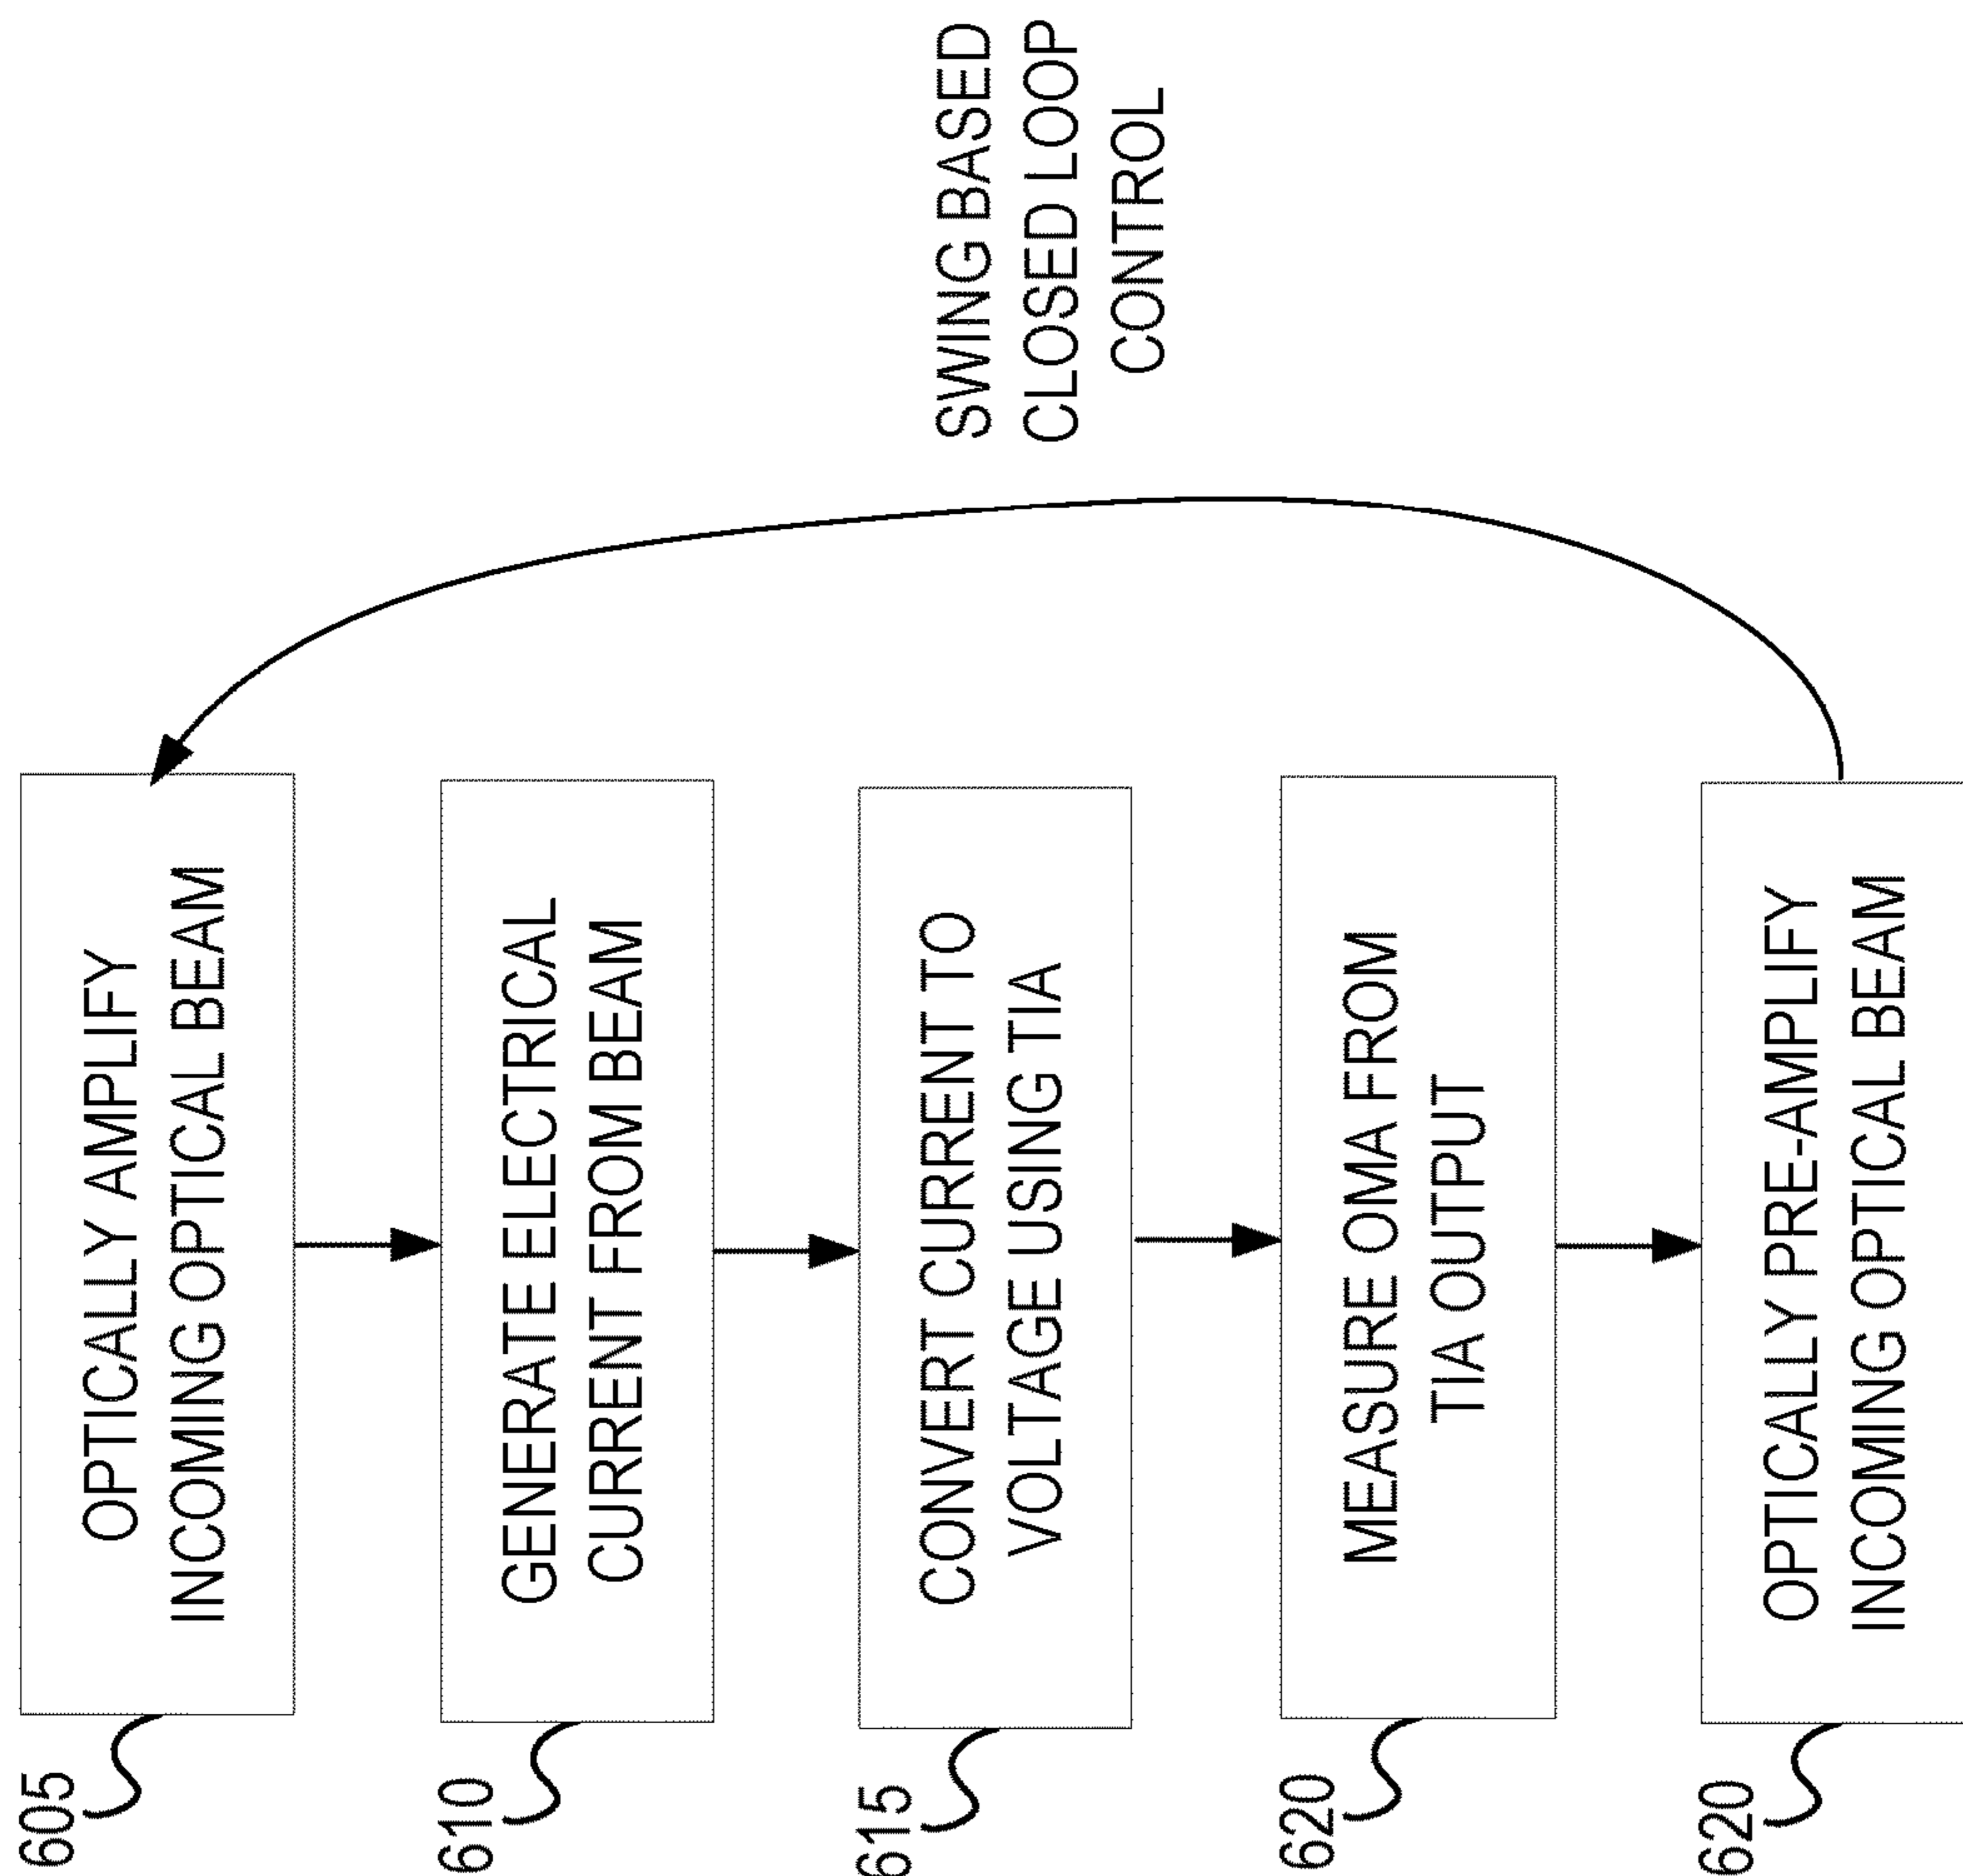 605
OPTICALLY AMPLIFY
INCOMING OPTICAL BEAM
610
GENERATE ELECTRICAL
CURRENT FROM BEAM
615
CONVERT CURRENT TO
VOLTAGE USING TIA
620
MEASURE OMA FROM
TIA OUTPUT
620
OPTICALLY PRE-AMPLIFY
INCOMING OPTICAL BEAM
SWING BASED
CLOSED LOOP
CONTROL